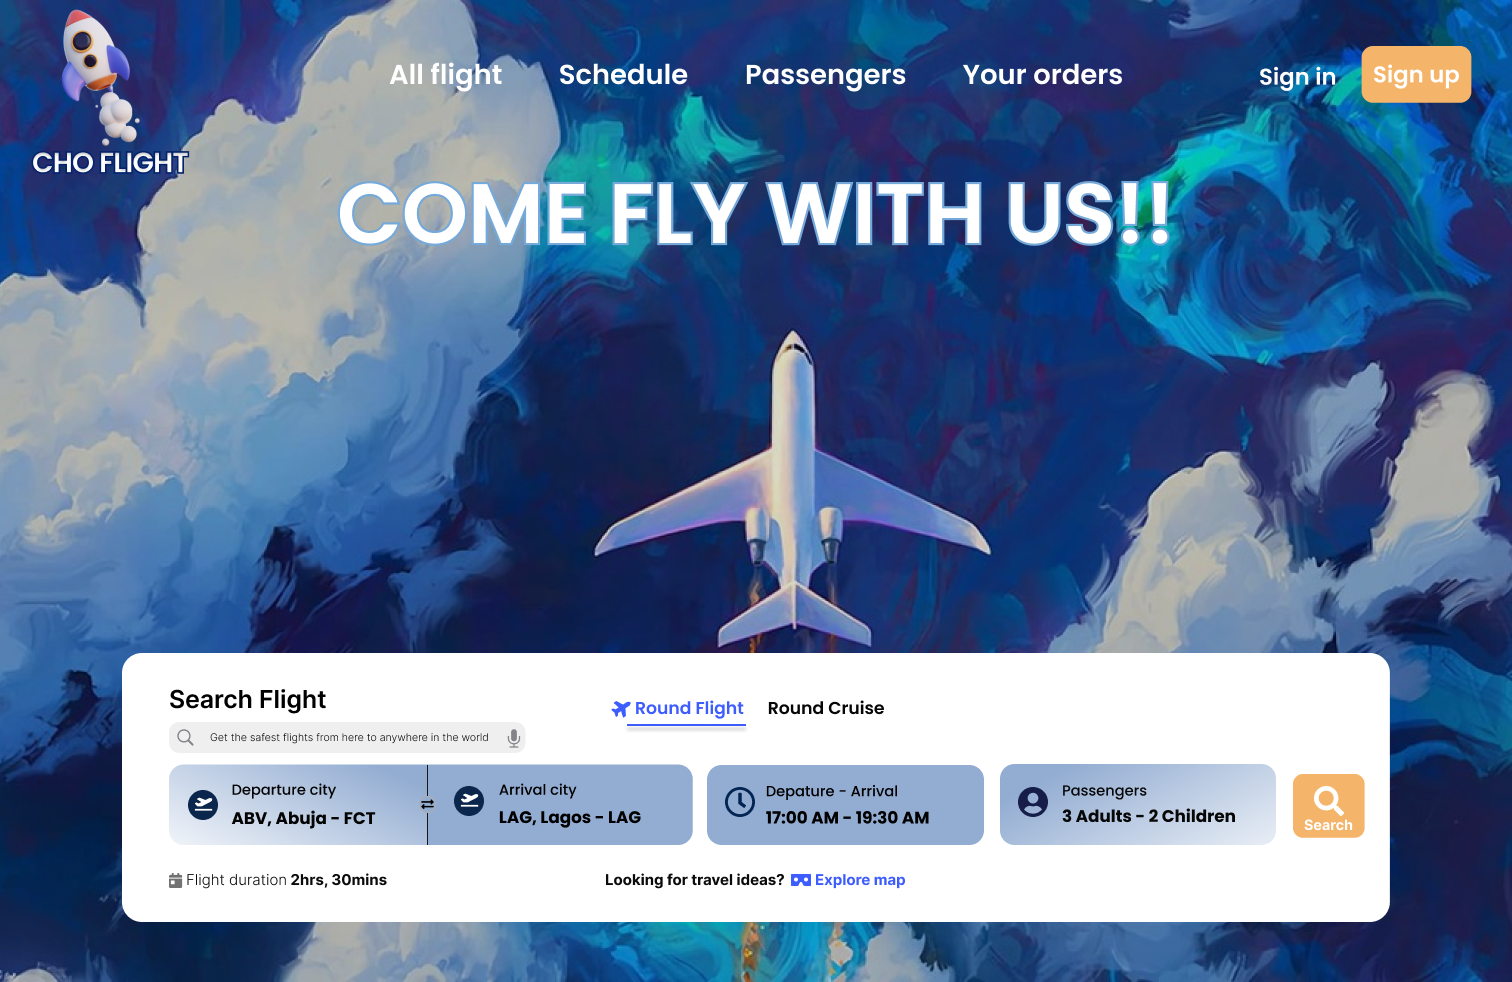 All flight
Schedule
Passengers
Your orders
Sign in
Sign up
CHO FLIGHT
COME FLY WITH US!!
Search Flight
Round Flight
Round Cruise
Get the safest flights from here to anywhere in the world
Departure city
ABV, Abuja - FCT
Arrival city
LAG, Lagos - LAG
Depature - Arrival
17:00 AM - 19:30 AM
Passengers
3 Adults - 2 Children
Search
Flight duration 2hrs, 30mins
Looking for travel ideas? Explore map